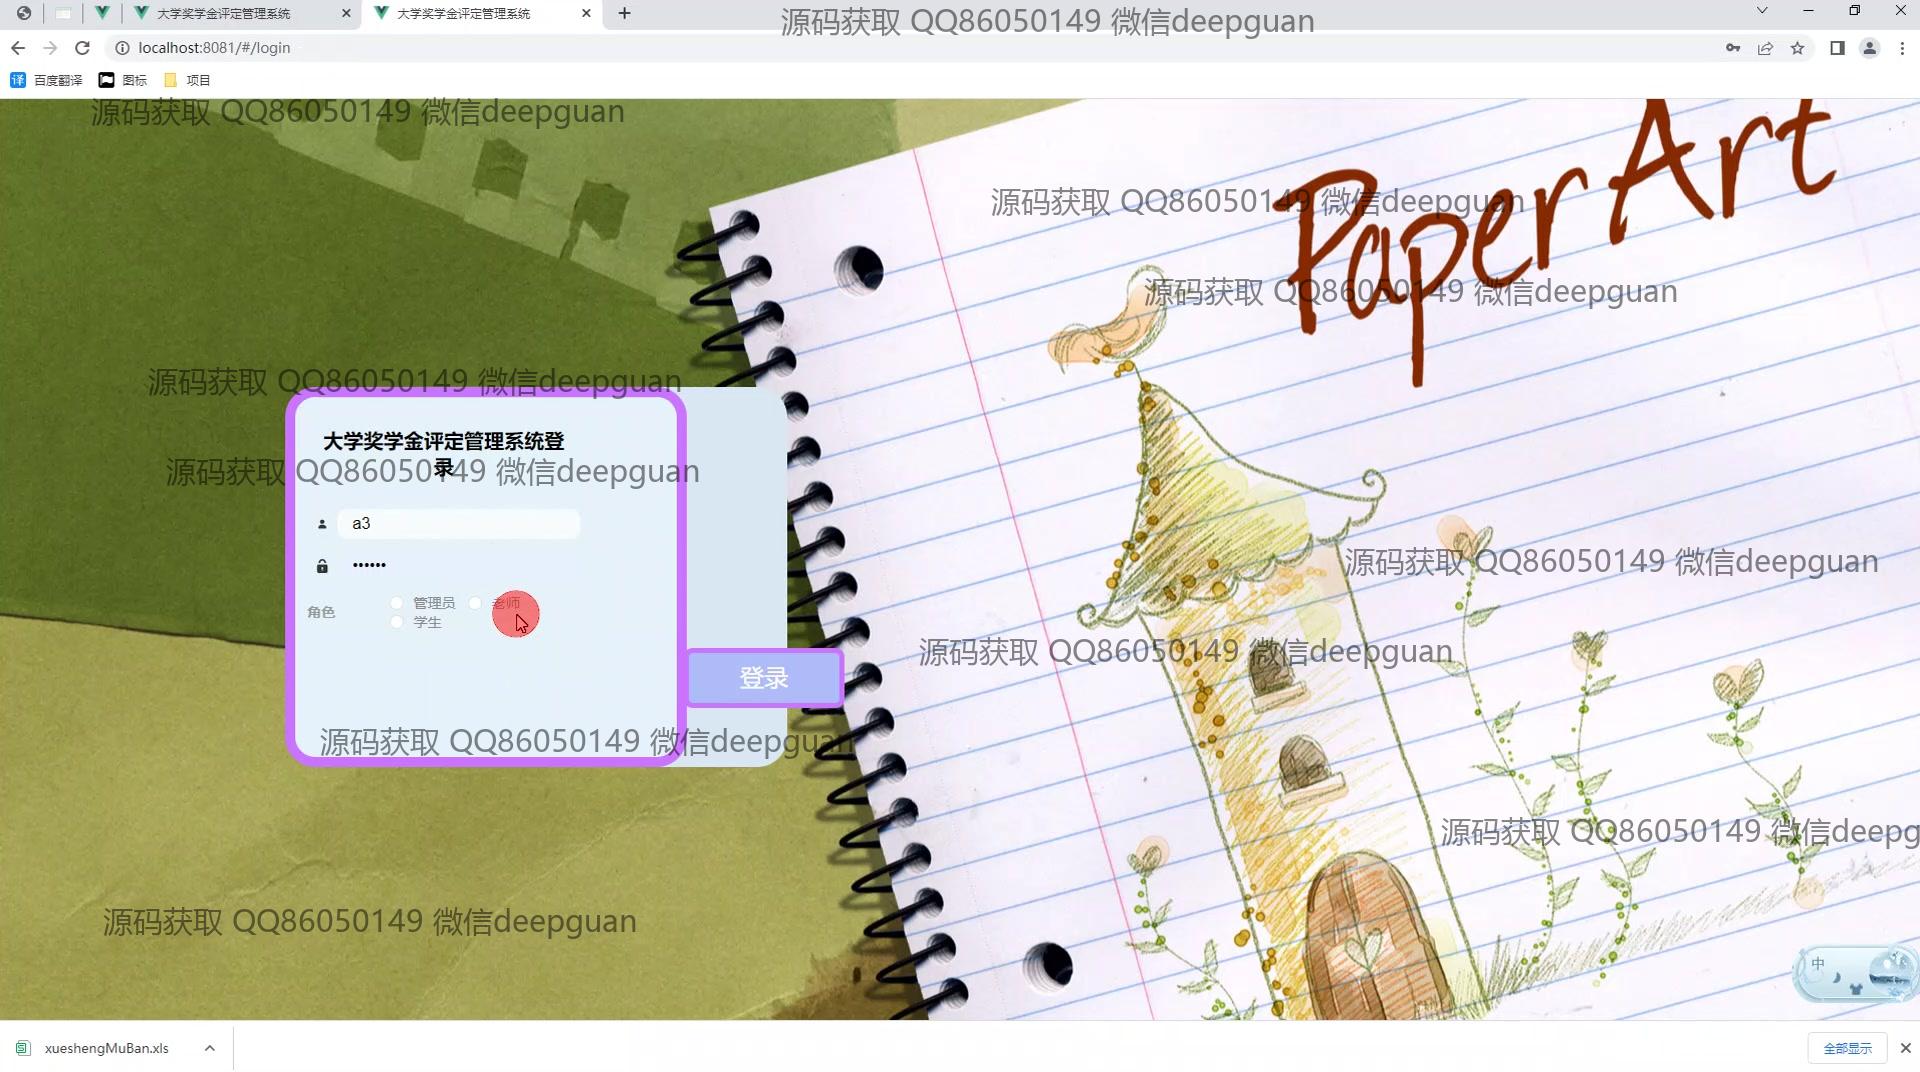 大学奖学金评定管理系统
大学奖学金评定管理系统
源码获取 QQ86050149 微信deepguan
localhost:8081/#/login
译 百度翻译 图标 项目
源码获取 QQ86050149 微信deepguan
Paper Art
源码获取 QQ86050149 微信deepguan
源码获取 QQ86050149 微信deepguan
源码获取 QQ86050149 微信deepguan
大学奖学金评定管理系统登
录
源码获取 QQ86050149 微信deepguan
a3
••••••
源码获取 QQ86050149 微信deepguan
角色 管理员 老师
学生
源码获取 QQ86050149 微信deepguan
登录
源码获取 QQ86050149 微信deepguan
源码获取 QQ86050149 微信deepg
源码获取 QQ86050149 微信deepguan
中
xueshengMuBan.xls
全部显示